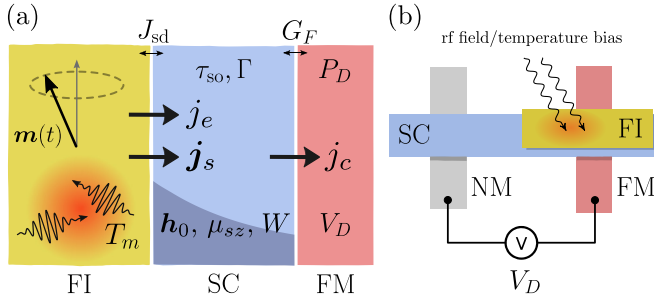 (a)
J_sd
G_F
τ_so, Γ
P_D
m(t)
j_e
j_s
j_c
T_m
h_0, μ_sz, W
V_D
FI
SC
FM
(b)
rf field/temperature bias
SC
FI
NM
FM
V
V_D